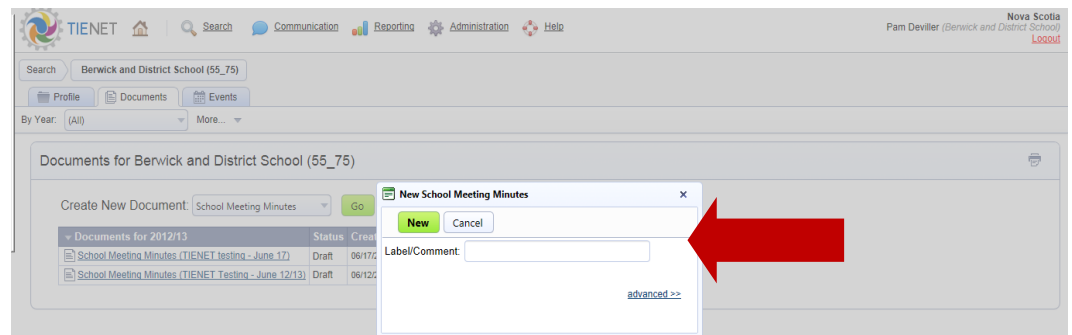 TIENET Search Communication Reporting Administration Help
Nova Scotia
Pam Deviller (Berwick and District School)
Logout
Search Berwick and District School (55_75)
Profile Documents Events
By Year: (All) More...
Documents for Berwick and District School (55_75)
Create New Document: School Meeting Minutes Go
Documents for 2012/13 Status Creat
School Meeting Minutes (TIENET testing - June 17) Draft 06/17/2
School Meeting Minutes (TIENET Testing - June 12/13) Draft 06/12/2
New School Meeting Minutes x
New Cancel
Label/Comment:
advanced >>